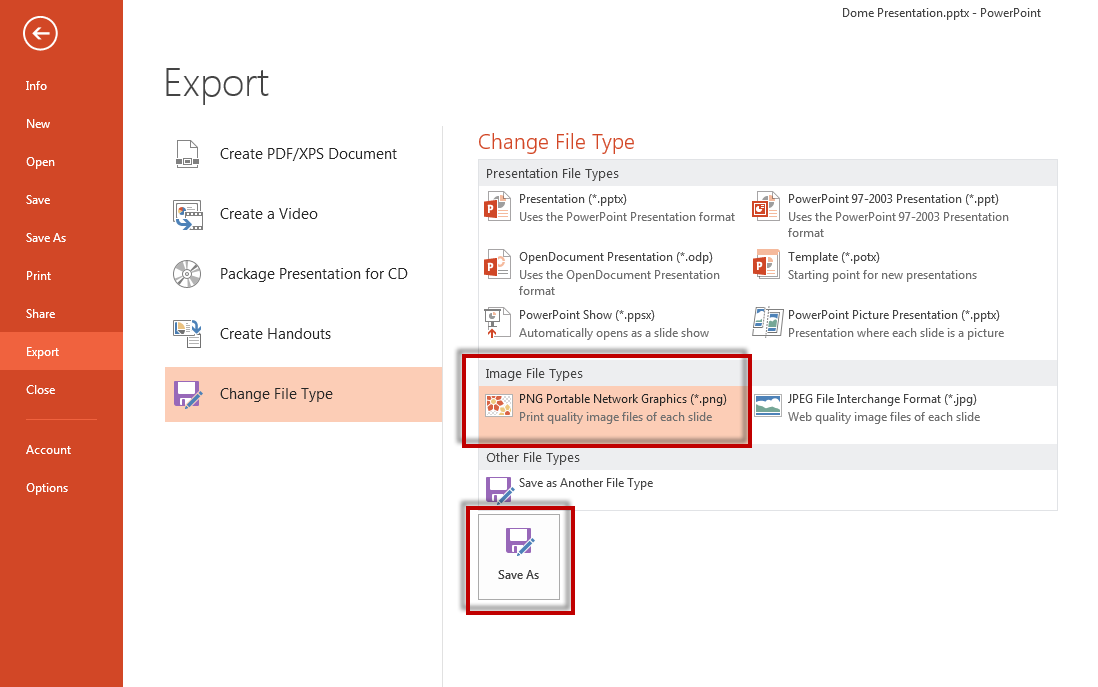 Dome Presentation.pptx - PowerPoint
Info
New
Open
Save
Save As
Print
Share
Export
Close
Account
Options
Export
Create PDF/XPS Document
Create a Video
Package Presentation for CD
Create Handouts
Change File Type
Change File Type
Presentation File Types
Presentation (*.pptx)
Uses the PowerPoint Presentation format
PowerPoint 97-2003 Presentation (*.ppt)
Uses the PowerPoint 97-2003 Presentation
format
OpenDocument Presentation (*.odp)
Uses the OpenDocument Presentation
format
Template (*.potx)
Starting point for new presentations
PowerPoint Show (*.ppsx)
Automatically opens as a slide show
PowerPoint Picture Presentation (*.pptx)
Presentation where each slide is a picture
Image File Types
PNG Portable Network Graphics (*.png)
Print quality image files of each slide
JPEG File Interchange Format (*.jpg)
Web quality image files of each slide
Other File Types
Save as Another File Type
Save As